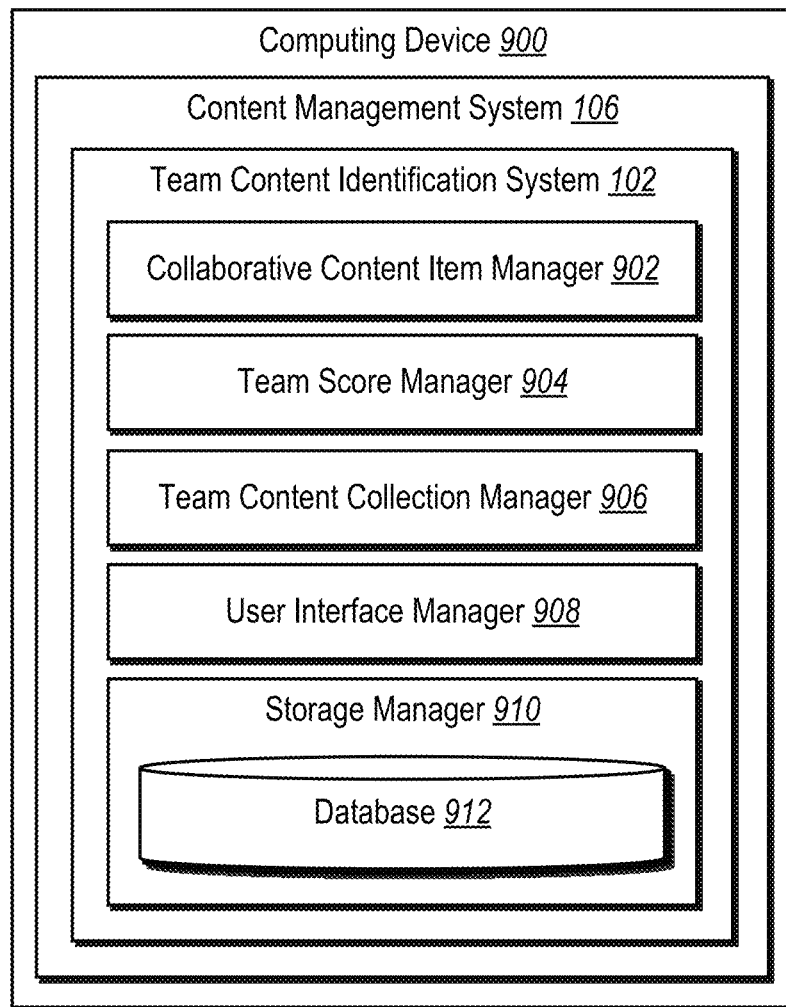 Computing Device 900
Content Management System 106
Team Content Identification System 102
Collaborative Content Item Manager 902
Team Score Manager 904
Team Content Collection Manager 906
User Interface Manager 908
Storage Manager 910
Database 912